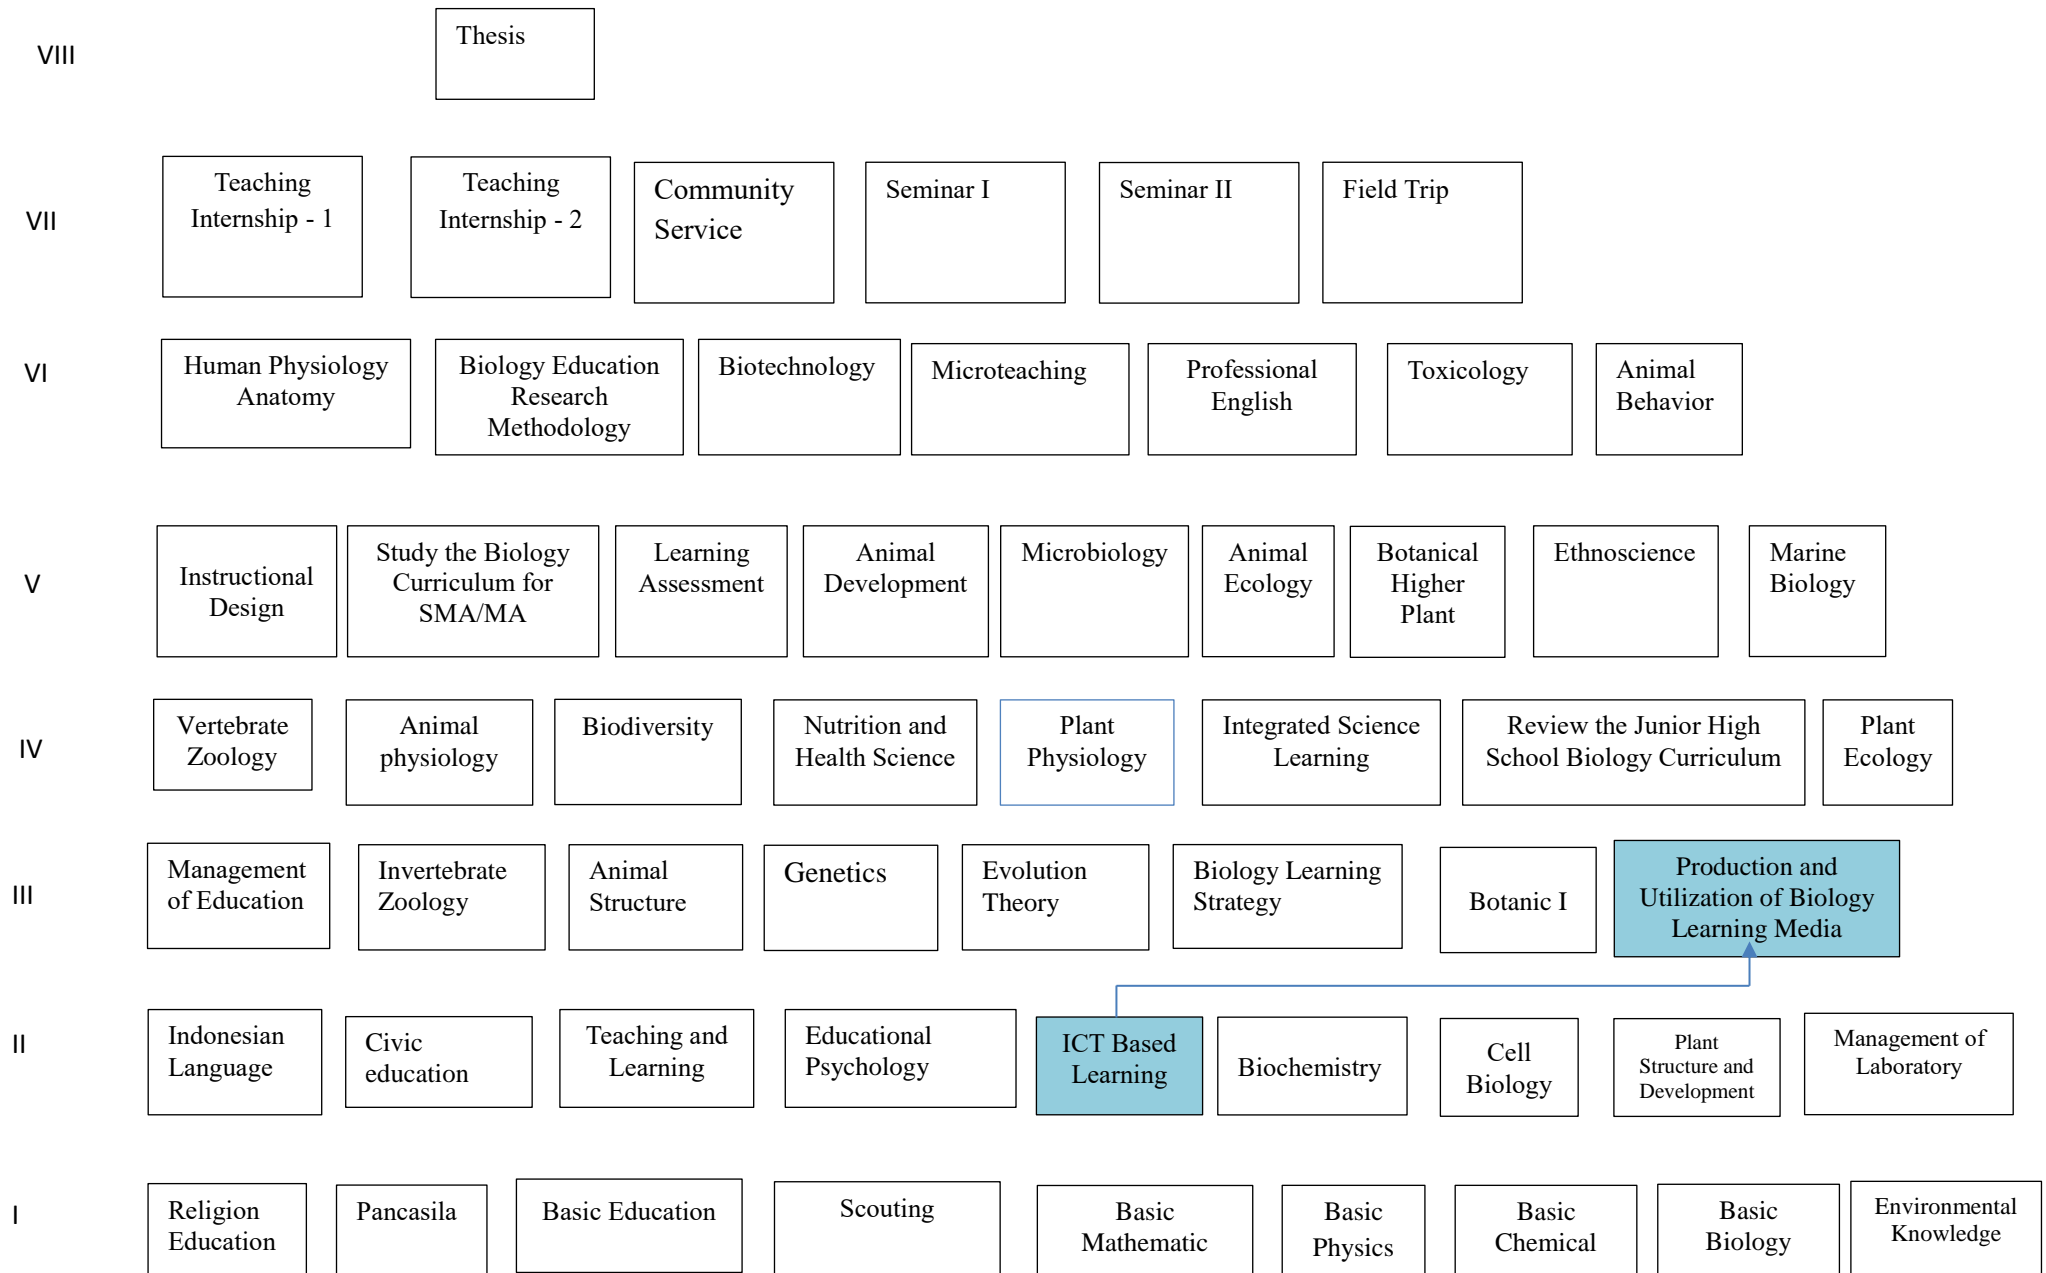 VIII
Thesis
VII
Teaching
Internship - 1
Teaching
Internship - 2
Community
Service
Seminar I
Seminar II
Field Trip
VI
Human Physiology
Anatomy
Biology Education
Research
Methodology
Biotechnology
Microteaching
Professional
English
Toxicology
Animal
Behavior
V
Instructional
Design
Study the Biology
Curriculum for
SMA/MA
Learning
Assessment
Animal
Development
Microbiology
Animal
Ecology
Botanical
Higher
Plant
Ethnoscience
Marine
Biology
IV
Vertebrate
Zoology
Animal
physiology
Biodiversity
Nutrition and
Health Science
Plant
Physiology
Integrated Science
Learning
Review the Junior High
School Biology Curriculum
Plant
Ecology
III
Management
of Education
Invertebrate
Zoology
Animal
Structure
Genetics
Evolution
Theory
Biology Learning
Strategy
Botanic I
Production and
Utilization of Biology
Learning Media
II
Indonesian
Language
Civic
education
Teaching and
Learning
Educational
Psychology
ICT Based
Learning
Biochemistry
Cell
Biology
Plant
Structure and
Development
Management of
Laboratory
I
Religion
Education
Pancasila
Basic Education
Scouting
Basic
Mathematic
Basic
Physics
Basic
Chemical
Basic
Biology
Environmental
Knowledge